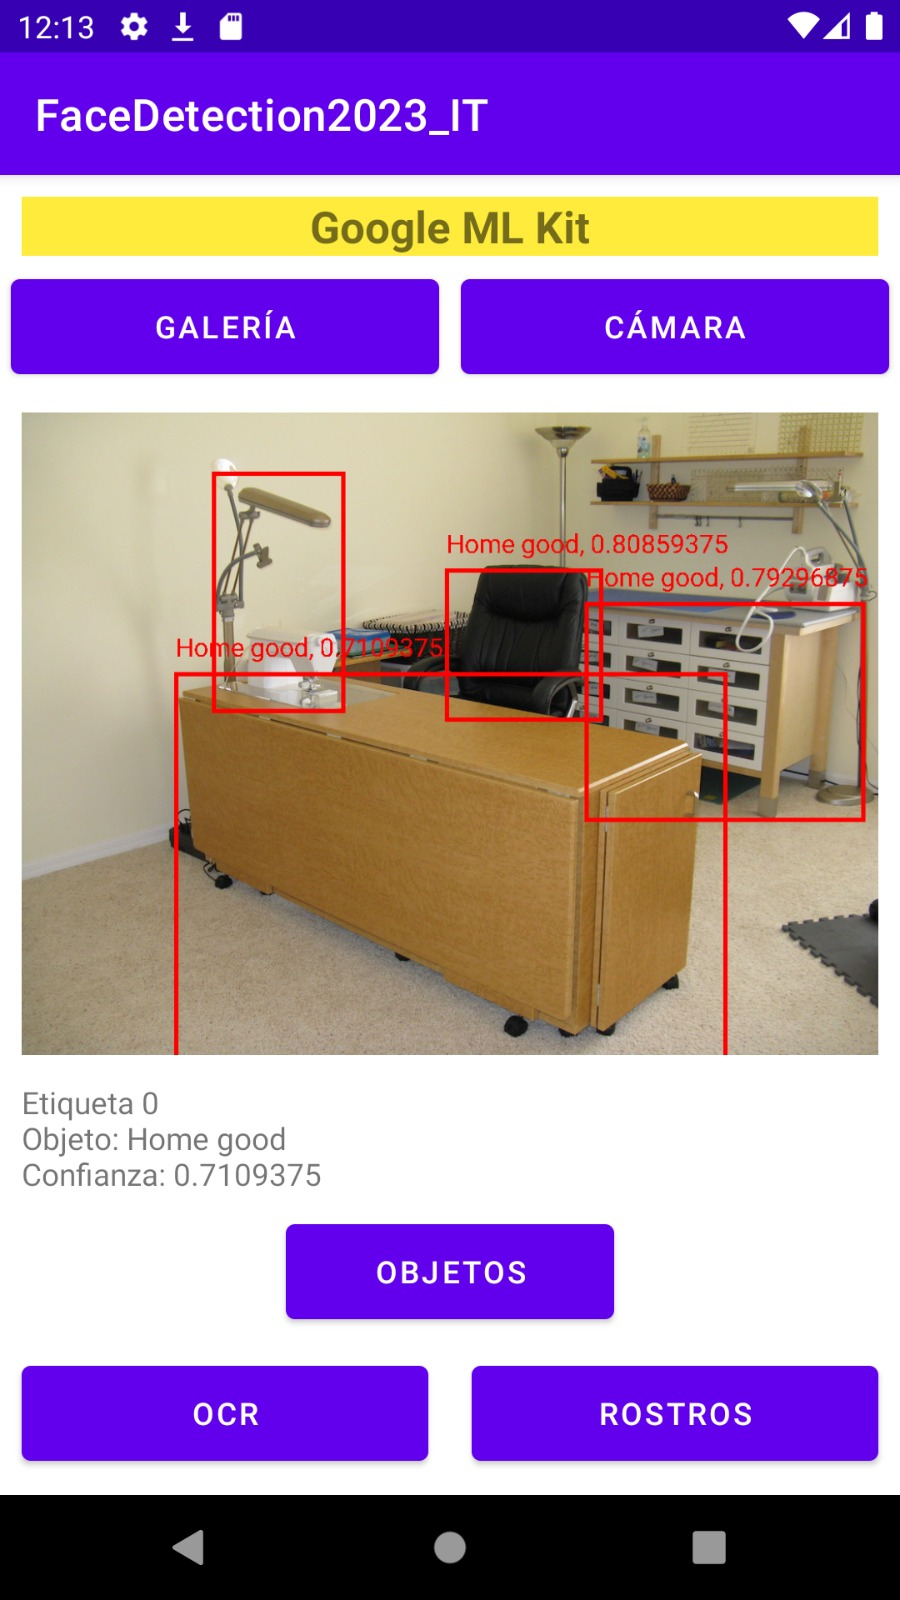 12:13
FaceDetection2023_IT
Google ML Kit
GALERÍA
CÁMARA
Home good, 0.80859375
Home good, 0.79296875
Home good, 0.7109375
Etiqueta 0
Objeto: Home good
Confianza: 0.7109375
OBJETOS
OCR
ROSTROS